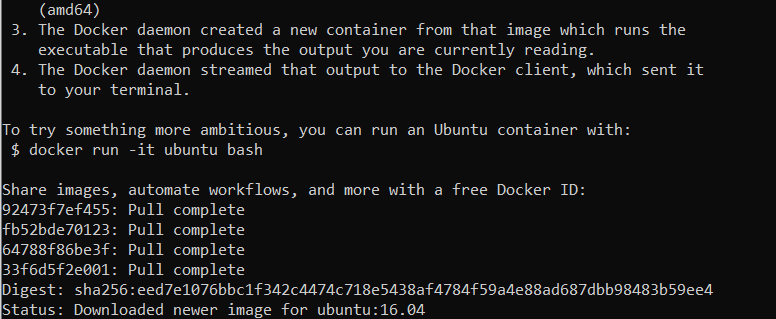 (amd64)
3. The Docker daemon created a new container from that image which runs the
executable that produces the output you are currently reading.
4. The Docker daemon streamed that output to the Docker client, which sent it
to your terminal.
To try something more ambitious, you can run an Ubuntu container with:
$ docker run -it ubuntu bash
Share images, automate workflows, and more with a free Docker ID:
92473f7ef455: Pull complete
fb52bde70123: Pull complete
64788f86be3f: Pull complete
33f6d5f2e001: Pull complete
Digest: sha256:eed7e1076bbc1f342c4474c718e5438af4784f59a4e88ad687dbb98483b59ee4
Status: Downloaded newer image for ubuntu:16.04